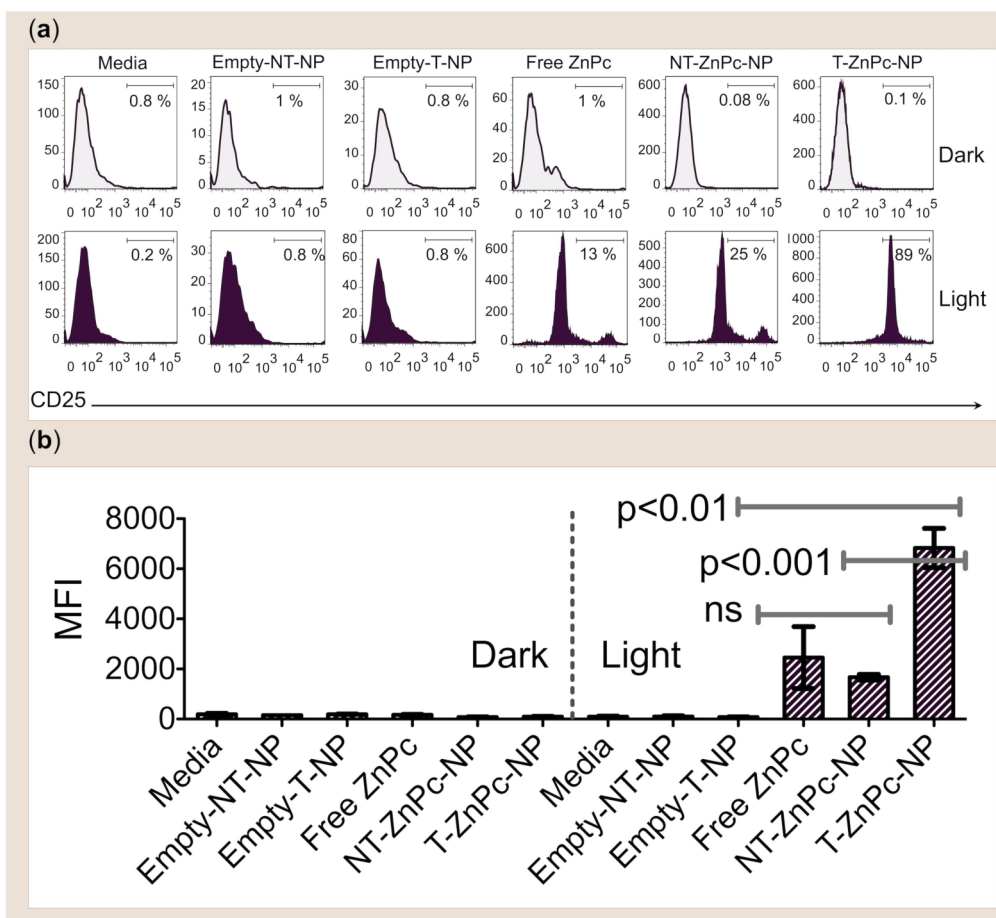 (a)
Media Empty-NT-NP Empty-T-NP Free ZnPc NT-ZnPc-NP T-ZnPc-NP
150 100 50 0 0.8 %
20 15 10 5 0 1 %
30 20 10 0 0.8 %
80 60 40 20 0 1 %
600 400 200 0 0.08 %
600 400 200 0 0.1 %
Dark
0 10² 10³ 10⁴ 10⁵ 0 10² 10³ 10⁴ 10⁵ 0 10² 10³ 10⁴ 10⁵ 0 10² 10³ 10⁴ 10⁵ 0 10² 10³ 10⁴ 10⁵ 0 10² 10³ 10⁴ 10⁵
200 150 100 50 0 0.2 %
40 30 20 10 0 0.8 %
80 60 40 20 0 0.8 %
600 400 200 0 13 %
500 400 300 200 100 0 25 %
1000 800 600 400 200 0 89 %
Light
0 10² 10³ 10⁴ 10⁵ 0 10² 10³ 10⁴ 10⁵ 0 10² 10³ 10⁴ 10⁵ 0 10² 10³ 10⁴ 10⁵ 0 10² 10³ 10⁴ 10⁵ 0 10² 10³ 10⁴ 10⁵
CD25
(b)
MFI
8000
6000
4000
2000
0
p<0.01
p<0.001
ns
Dark Light
Media
Empty-NT-NP
Empty-T-NP
Free ZnPc
NT-ZnPc-NP
T-ZnPc-NP
Media
Empty-NT-NP
Empty-T-NP
Free ZnPc
NT-ZnPc-NP
T-ZnPc-NP